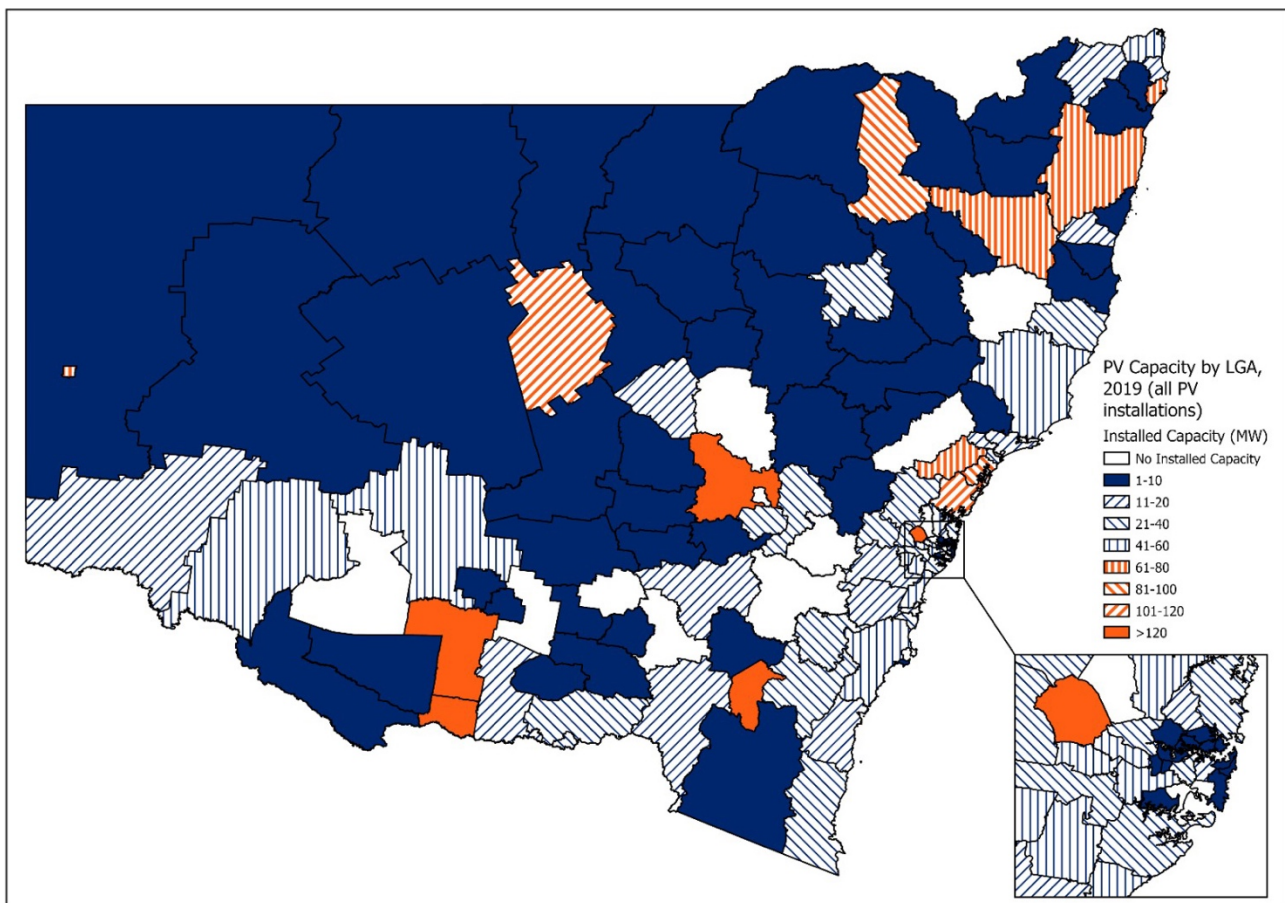 PV Capacity by LGA,
2019 (all PV
installations)
Installed Capacity (MW)
No Installed Capacity
1-10
11-20
21-40
41-60
61-80
81-100
101-120
>120